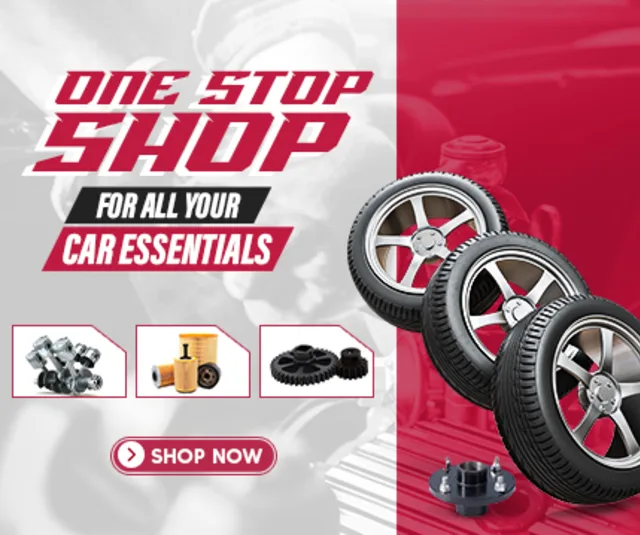 ONE STOP
SHOP
FOR ALL YOUR
CAR ESSENTIALS
SHOP NOW